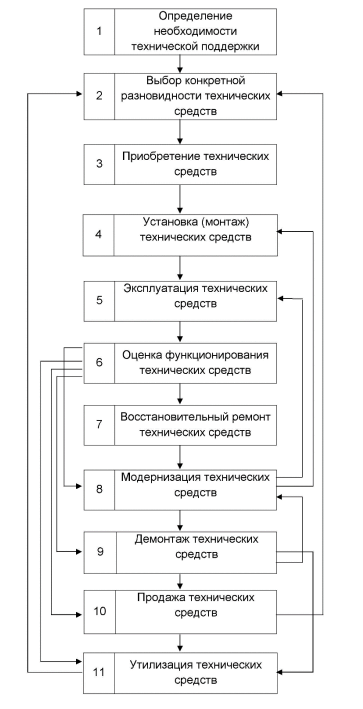 1
Определение
необходимости
технической поддержки
2
Выбор конкретной
разновидности технических
средств
3
Приобретение технических
средств
4
Установка (монтаж)
технических средств
5
Эксплуатация технических
средств
6
Оценка функционирования
технических средств
7
Восстановительный ремонт
технических средств
8
Модернизация технических
средств
9
Демонтаж технических
средств
10
Продажа технических
средств
11
Утилизация технических
средств